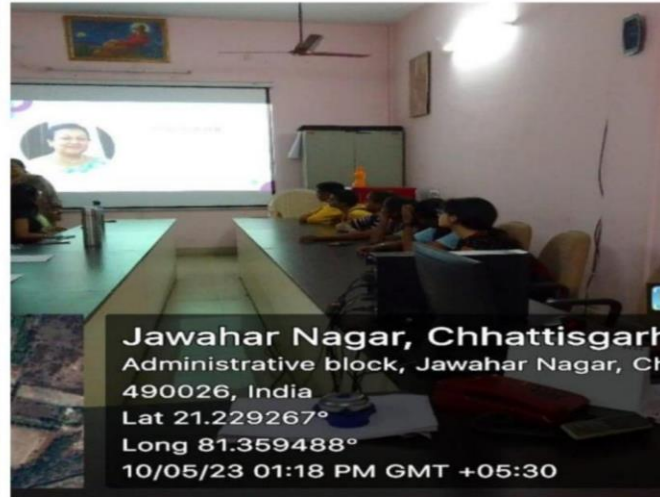 Jawahar Nagar, Chhattisgarh
Administrative block, Jawahar Nagar, Ch
490026, India
Lat 21.229267°
Long 81.359488°
10/05/23 01:18 PM GMT +05:30